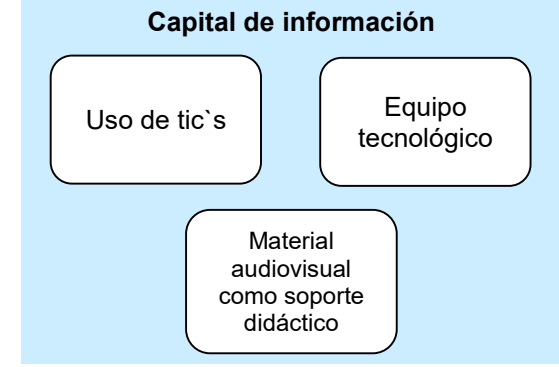 Capital de información
Uso de tic`s
Equipo
tecnológico
Material
audiovisual
como soporte
didáctico